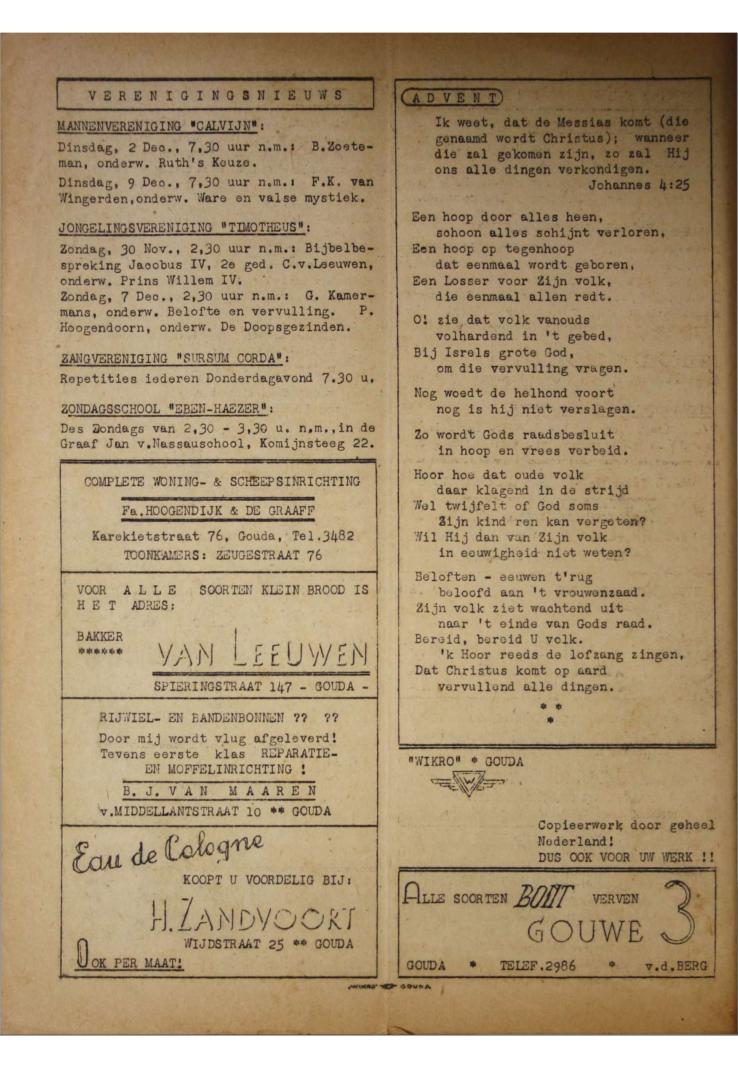 V E R E N I G I N G S N I E U W S
MANNENVERENIGING "CALVIJN":
Dinsdag, 2 Dec., 7,30 uur n.m.: B.Zoete-
man, onderw. Ruth's Keuze.
Dinsdag, 9 Dec., 7,30 uur n.m.: F.K. van
Wingerden,onderw. Ware en valse mystiek.
JONGELINGSVERENIGING "TIMOTHEUS":
Zondag, 30 Nov., 2,30 uur n.m.: Bijbelbe-
spreking Jacobus IV, 2e ged. C.v.Leeuwen,
onderw. Prins Willem IV.
Zondag, 7 Dec., 2,30 uur n.m.: G. Kamer-
mans, onderw. Belofte en vervulling. P.
Hoogendoorn, onderw. De Doopsgezinden.
ZANGVERENIGING "SURSUM CORDA":
Repetities iederen Donderdagavond 7.30 u.
ZONDAGSSCHOOL "EBEN-HAEZER":
Des Zondags van 2,30 - 3,30 u. n.m.,in de
Graaf Jan v.Nassauschool, Komijnsteeg 22.
COMPLETE WONING- & SCHEEPSINRICHTING
Fa.HOOGENDIJK & DE GRAAFF
Karekietstraat 76, Gouda, Tel.3482
TOONKAMERS: ZEUGESTRAAT 76
VOOR A L L E SOORTEN KLEIN BROOD IS
H E T ADRES:
BAKKER
******
VAN LEEUWEN
SPIERINGSTRAAT 147 - GOUDA -
RIJWIEL- EN BANDENBONNEN ?? ??
Door mij wordt vlug afgeleverd!
Tevens eerste klas REPARATIE-
EN MOFFELINRICHTING !
B. J. V A N M A A R E N
v.MIDDELLANTSTRAAT 10 ** GOUDA
Eau de Cologne
KOOPT U VOORDELIG BIJ:
H. ZANDVOORT
WIJDSTRAAT 25 ** GOUDA
OOK PER MAAT!
A D V E N T
Ik weet, dat de Messias komt (die
genaamd wordt Christus); wanneer
die zal gekomen zijn, zo zal Hij
ons alle dingen verkondigen.
Johannes 4:25
Een hoop door alles heen,
schoon alles schijnt verloren,
Een hoop op tegenhoop
dat eenmaal wordt geboren,
Een Losser voor Zijn volk,
die eenmaal allen redt.
O! zie dat volk vanouds
volhardend in 't gebed,
Bij Isrels grote God,
om die vervulling vragen.
Nog woedt de helhond voort
nog is hij niet verslagen.
Zo wordt Gods raadsbesluit
in hoop en vrees verbeid.
Hoor hoe dat oude volk
daar klagend in de strijd
Wel twijfelt of God soms
Zijn kind'ren kan vergeten?
Wil Hij dan van Zijn volk
in eeuwigheid niet weten?
Beloften - eeuwen t'rug
beloofd aan 't vrouwenzaad.
Zijn volk ziet wachtend uit
naar 't einde van Gods raad.
Bereid, bereid U volk.
'k Hoor reeds de lofzang zingen,
Dat Christus komt op aard
vervullend alle dingen.
* *
*
"WIKRO" * GOUDA
W
Copieerwerk door geheel
Nederland!
DUS OOK VOOR UW WERK !!
ALLE SOORTEN BONT VERVEN
GOUWE 3
GOUDA * TELEF.2986 * v.d.BERG
"WIKRO" GOUDA